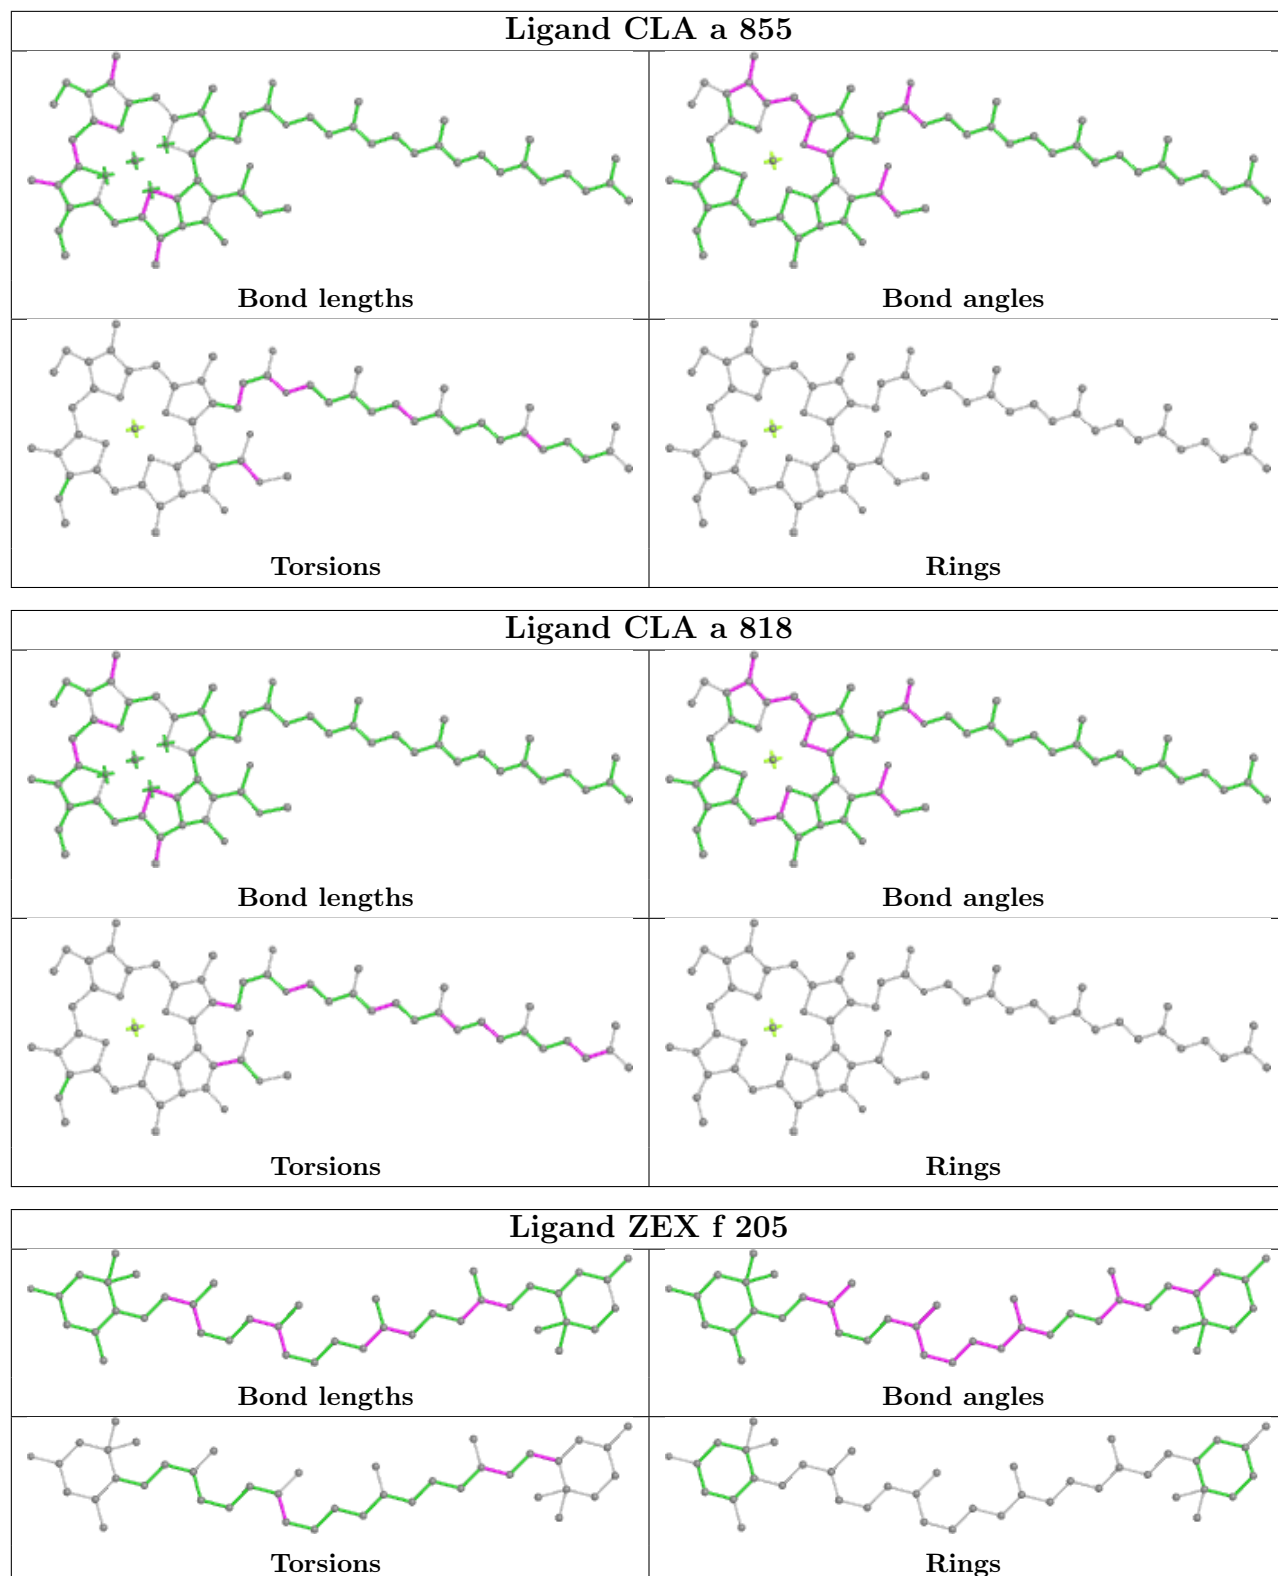 Ligand CLA a 855
Bond lengths
Bond angles
Torsions
Rings
Ligand CLA a 818
Bond lengths
Bond angles
Torsions
Rings
Ligand ZEX f 205
Bond lengths
Bond angles
Torsions
Rings